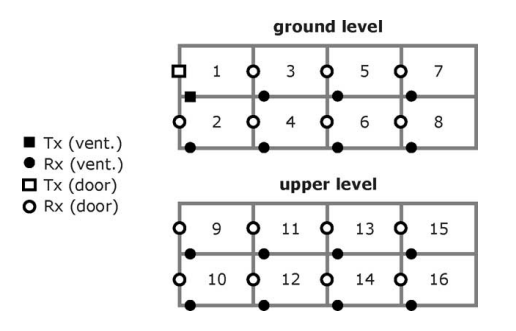 ground level
1 3 5 7
2 4 6 8
Tx (vent.)
Rx (vent.)
Tx (door)
Rx (door)
upper level
9 11 13 15
10 12 14 16